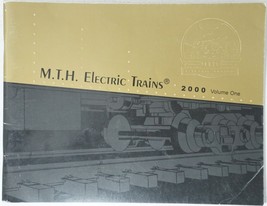 M.T.H. ELECTRIC TRAINS®
2000 Volume One